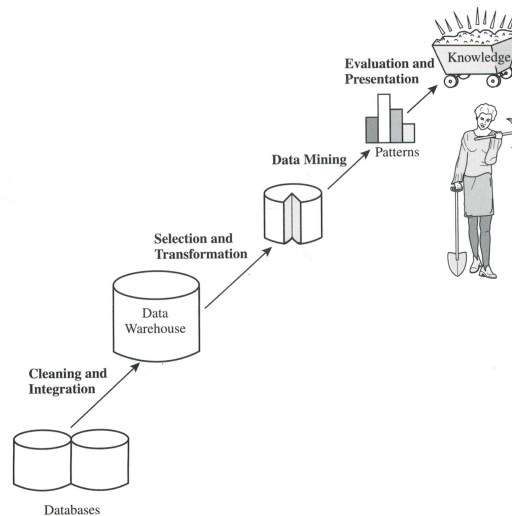 Knowledge
Evaluation and
Presentation
Patterns
Data Mining
Selection and
Transformation
Data
Warehouse
Cleaning and
Integration
Databases